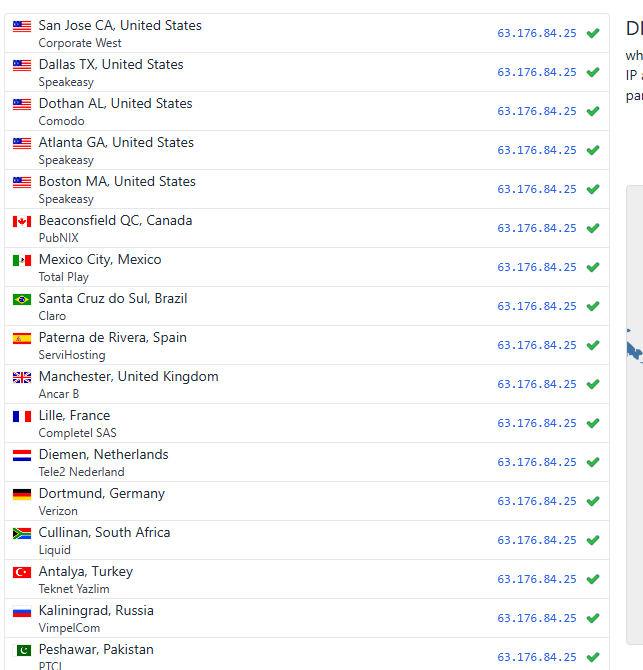 San Jose CA, United States
Corporate West
63.176.84.25
Dallas TX, United States
Speakeasy
63.176.84.25
Dothan AL, United States
Comodo
63.176.84.25
Atlanta GA, United States
Speakeasy
63.176.84.25
Boston MA, United States
Speakeasy
63.176.84.25
Beaconsfield QC, Canada
PubNIX
63.176.84.25
Mexico City, Mexico
Total Play
63.176.84.25
Santa Cruz do Sul, Brazil
Claro
63.176.84.25
Paterna de Rivera, Spain
ServiHosting
63.176.84.25
Manchester, United Kingdom
Ancar B
63.176.84.25
Lille, France
Completel SAS
63.176.84.25
Diemen, Netherlands
Tele2 Nederland
63.176.84.25
Dortmund, Germany
Verizon
63.176.84.25
Cullinan, South Africa
Liquid
63.176.84.25
Antalya, Turkey
Teknet Yazlim
63.176.84.25
Kaliningrad, Russia
VimpelCom
63.176.84.25
Peshawar, Pakistan
PTCL
63.176.84.25
wh
IP